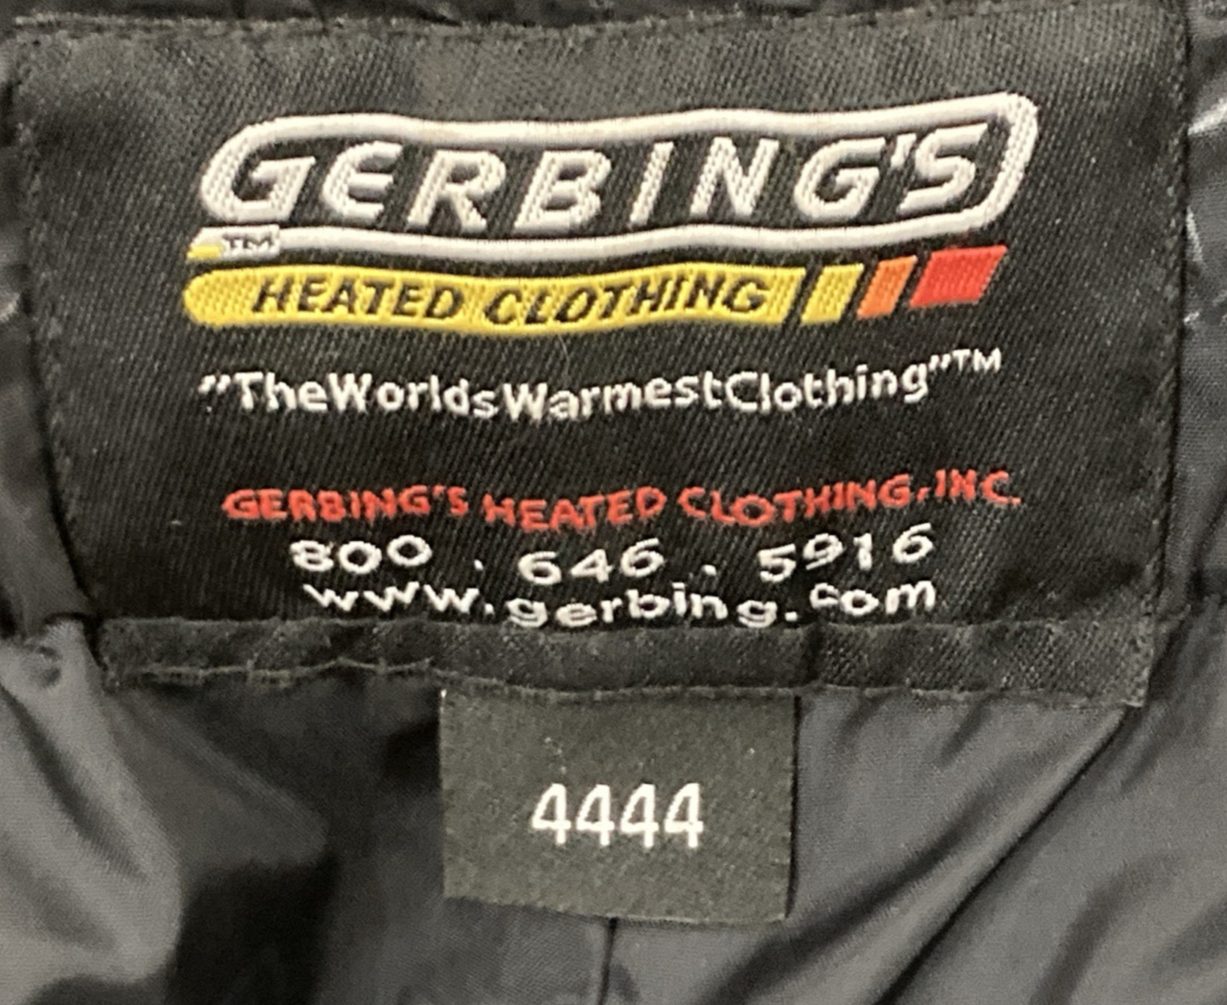 GERBING'S
TM
HEATED CLOTHING
"TheWorldsWarmestClothing"™
GERBING'S HEATED CLOTHING, INC.
800 . 646 . 5916
www.gerbing.com
4444